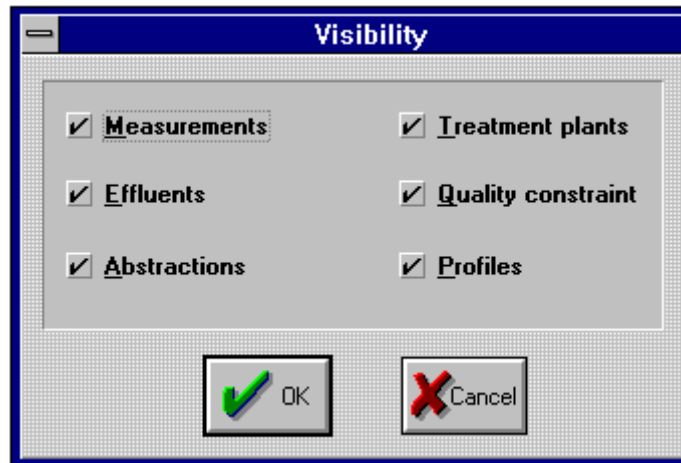 Visibility
Measurements
Treatment plants
Effluents
Quality constraint
Abstractions
Profiles
OK
Cancel